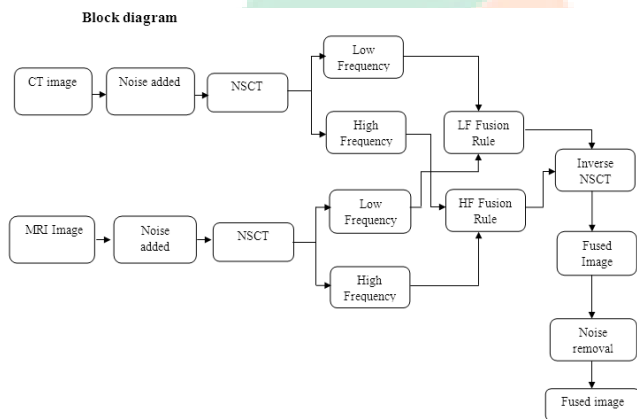 Block diagram
CT image
Noise added
NSCT
Low
Frequency
High
Frequency
LF Fusion
Rule
Inverse
NSCT
MRI Image
Noise
added
NSCT
Low
Frequency
High
Frequency
HF Fusion
Rule
Fused
Image
Noise
removal
Fused image